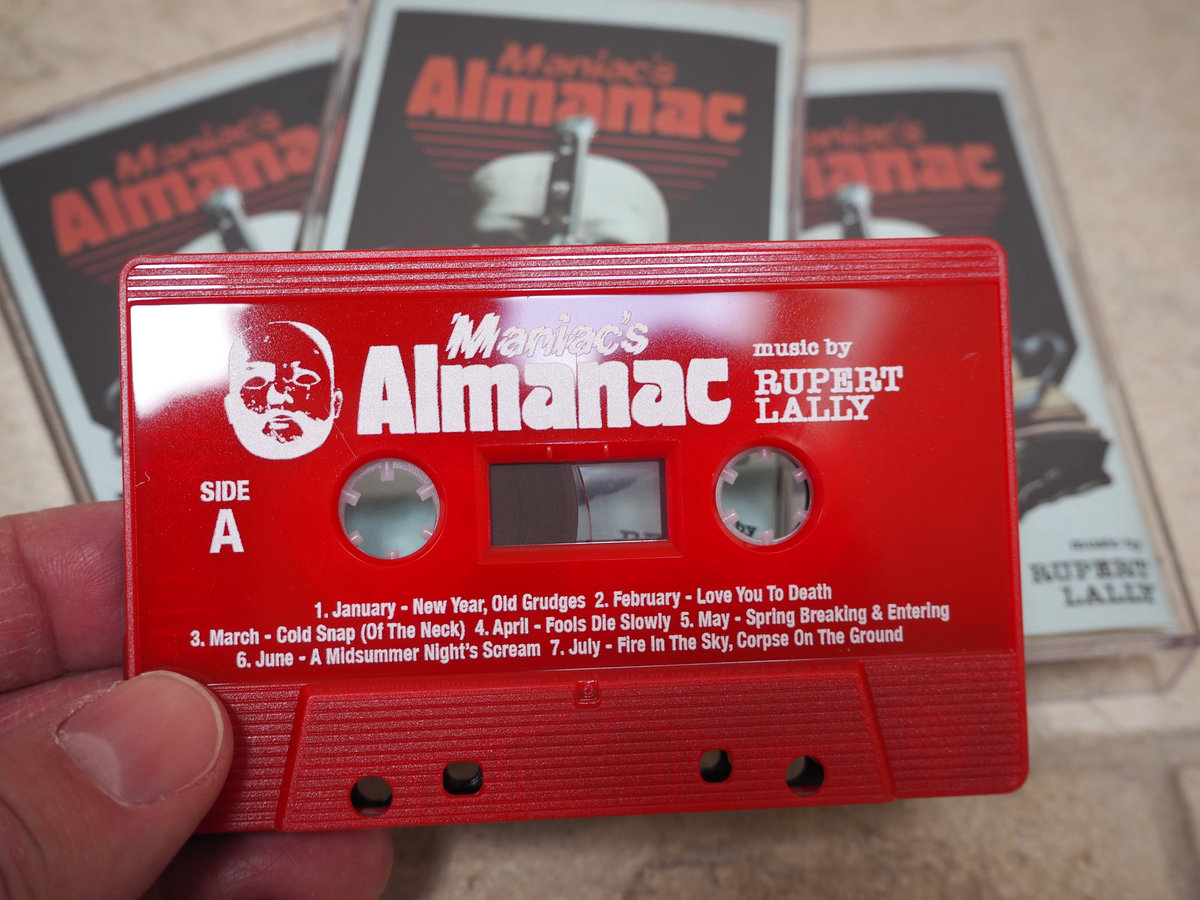 Maniac's
Almanac
Maniac's
Almanac
Maniac's
Almanac
Maniac's
Almanac
music by
RUPERT
LALLY
SIDE
A
by
1. January - New Year, Old Grudges 2. February - Love You To Death
3. March - Cold Snap (Of The Neck) 4. April - Fools Die Slowly 5. May - Spring Breaking & Entering
6. June - A Midsummer Night's Scream 7. July - Fire In The Sky, Corpse On The Ground
music by
RUPERT
LALLY